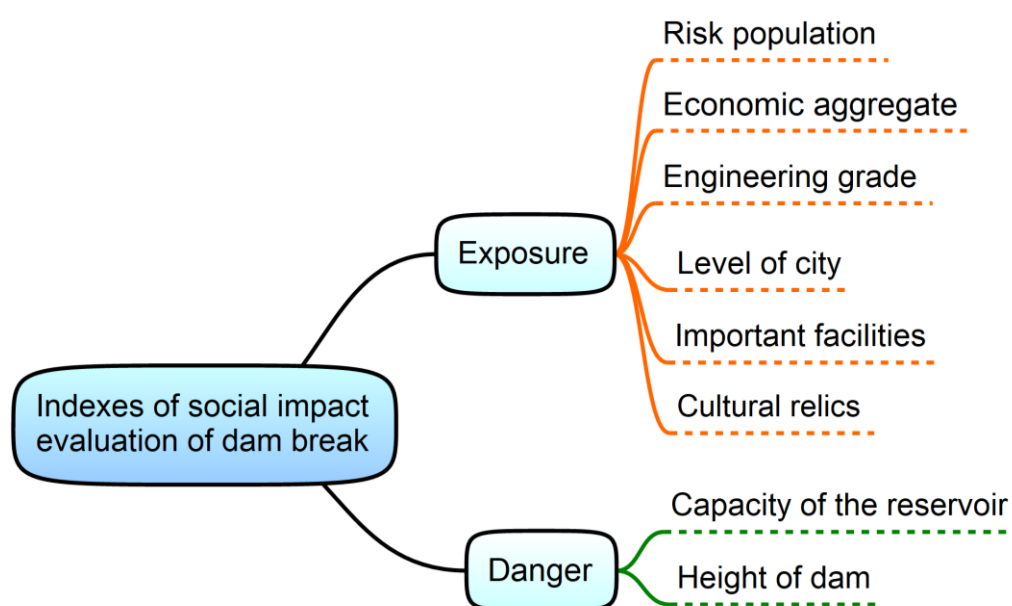 Risk population
Economic aggregate
Engineering grade
Exposure
Level of city
Important facilities
Indexes of social impact
evaluation of dam break
Cultural relics
Capacity of the reservoir
Danger
Height of dam